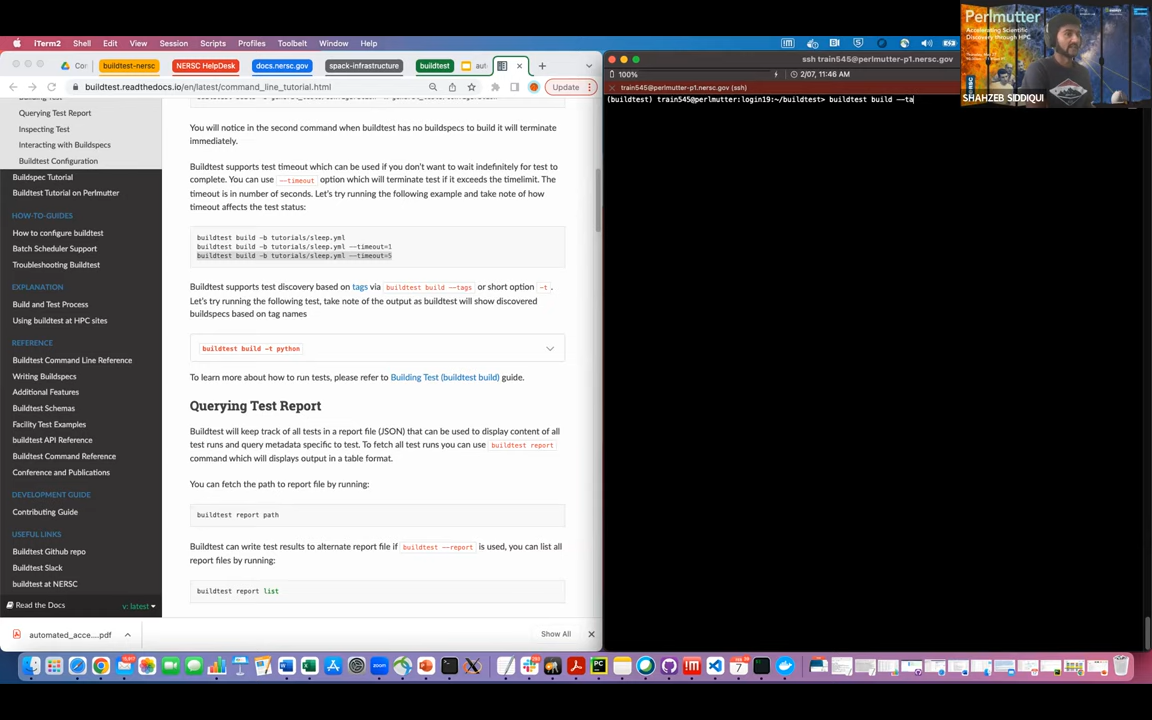 iTerm2 Shell Edit View Session Scripts Profiles Toolbelt Window Help
buildtest-nersc NERSC HelpDesk docs.nersc.gov spack-infrastructure buildtest
buildtest.readthedocs.io/en/latest/command_line_tutorial.html
Update
Querying Test Report
Inspecting Test
Interacting with Buildspecs
Buildtest Configuration
Buildspec Tutorial
Buildtest Tutorial on Perlmutter
HOW-TO-GUIDES
How to configure buildtest
Batch Scheduler Support
Troubleshooting Buildtest
EXPLANATION
Build and Test Process
Using buildtest at HPC sites
REFERENCE
Buildtest Command Line Reference
Writing Buildspecs
Additional Features
Buildtest Schemas
Facility Test Examples
buildtest API Reference
Buildtest Command Reference
Conference and Publications
DEVELOPMENT GUIDE
Contributing Guide
USEFUL LINKS
Buildtest Github repo
Buildtest Slack
buildtest at NERSC
Read the Docs
v: latest
You will notice in the second command when buildtest has no buildspecs to build it will terminate
immediately.
Buildtest supports test timeout which can be used if you don't want to wait indefinitely for test to
complete. You can use --timeout option which will terminate test if it exceeds the timelimit. The
timeout is in number of seconds. Let's try running the following example and take note of how
timeout affects the test status:
buildtest build -b tutorials/sleep.yml
buildtest build -b tutorials/sleep.yml --timeout=1
buildtest build -b tutorials/sleep.yml --timeout=5
Buildtest supports test discovery based on tags via buildtest build --tags or short option -t.
Let's try running the following test, take note of the output as buildtest will show discovered
buildspecs based on tag names
buildtest build -t python
To learn more about how to run tests, please refer to Building Test (buildtest build) guide.
Querying Test Report
Buildtest will keep track of all tests in a report file (JSON) that can be used to display content of all
test runs and query metadata specific to test. To fetch all test runs you can use buildtest report
command which will displays output in a table format.
You can fetch the path to report file by running:
buildtest report path
Buildtest can write test results to alternate report file if buildtest --report is used, you can list all
report files by running:
buildtest report list
automated_acce....pdf
Show All
ssh train545@perlmutter-p1.nersc.gov
100%
2/07, 11:46 AM
train545@perlmutter-p1.nersc.gov (ssh)
(buildtest) train545@perlmutter:login19:~/buildtest> buildtest build --ta
Perlmutter
Accelerating Scientific
Discovery through HPC
SHAHZEB SIDDIQUI